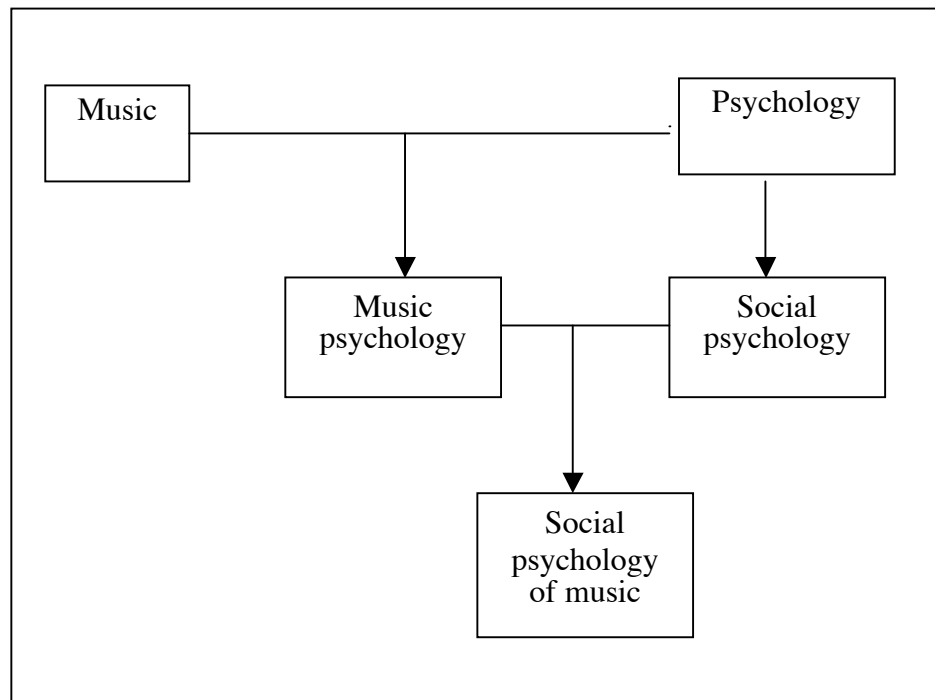 Music
Psychology
Music
psychology
Social
psychology
Social
psychology
of music